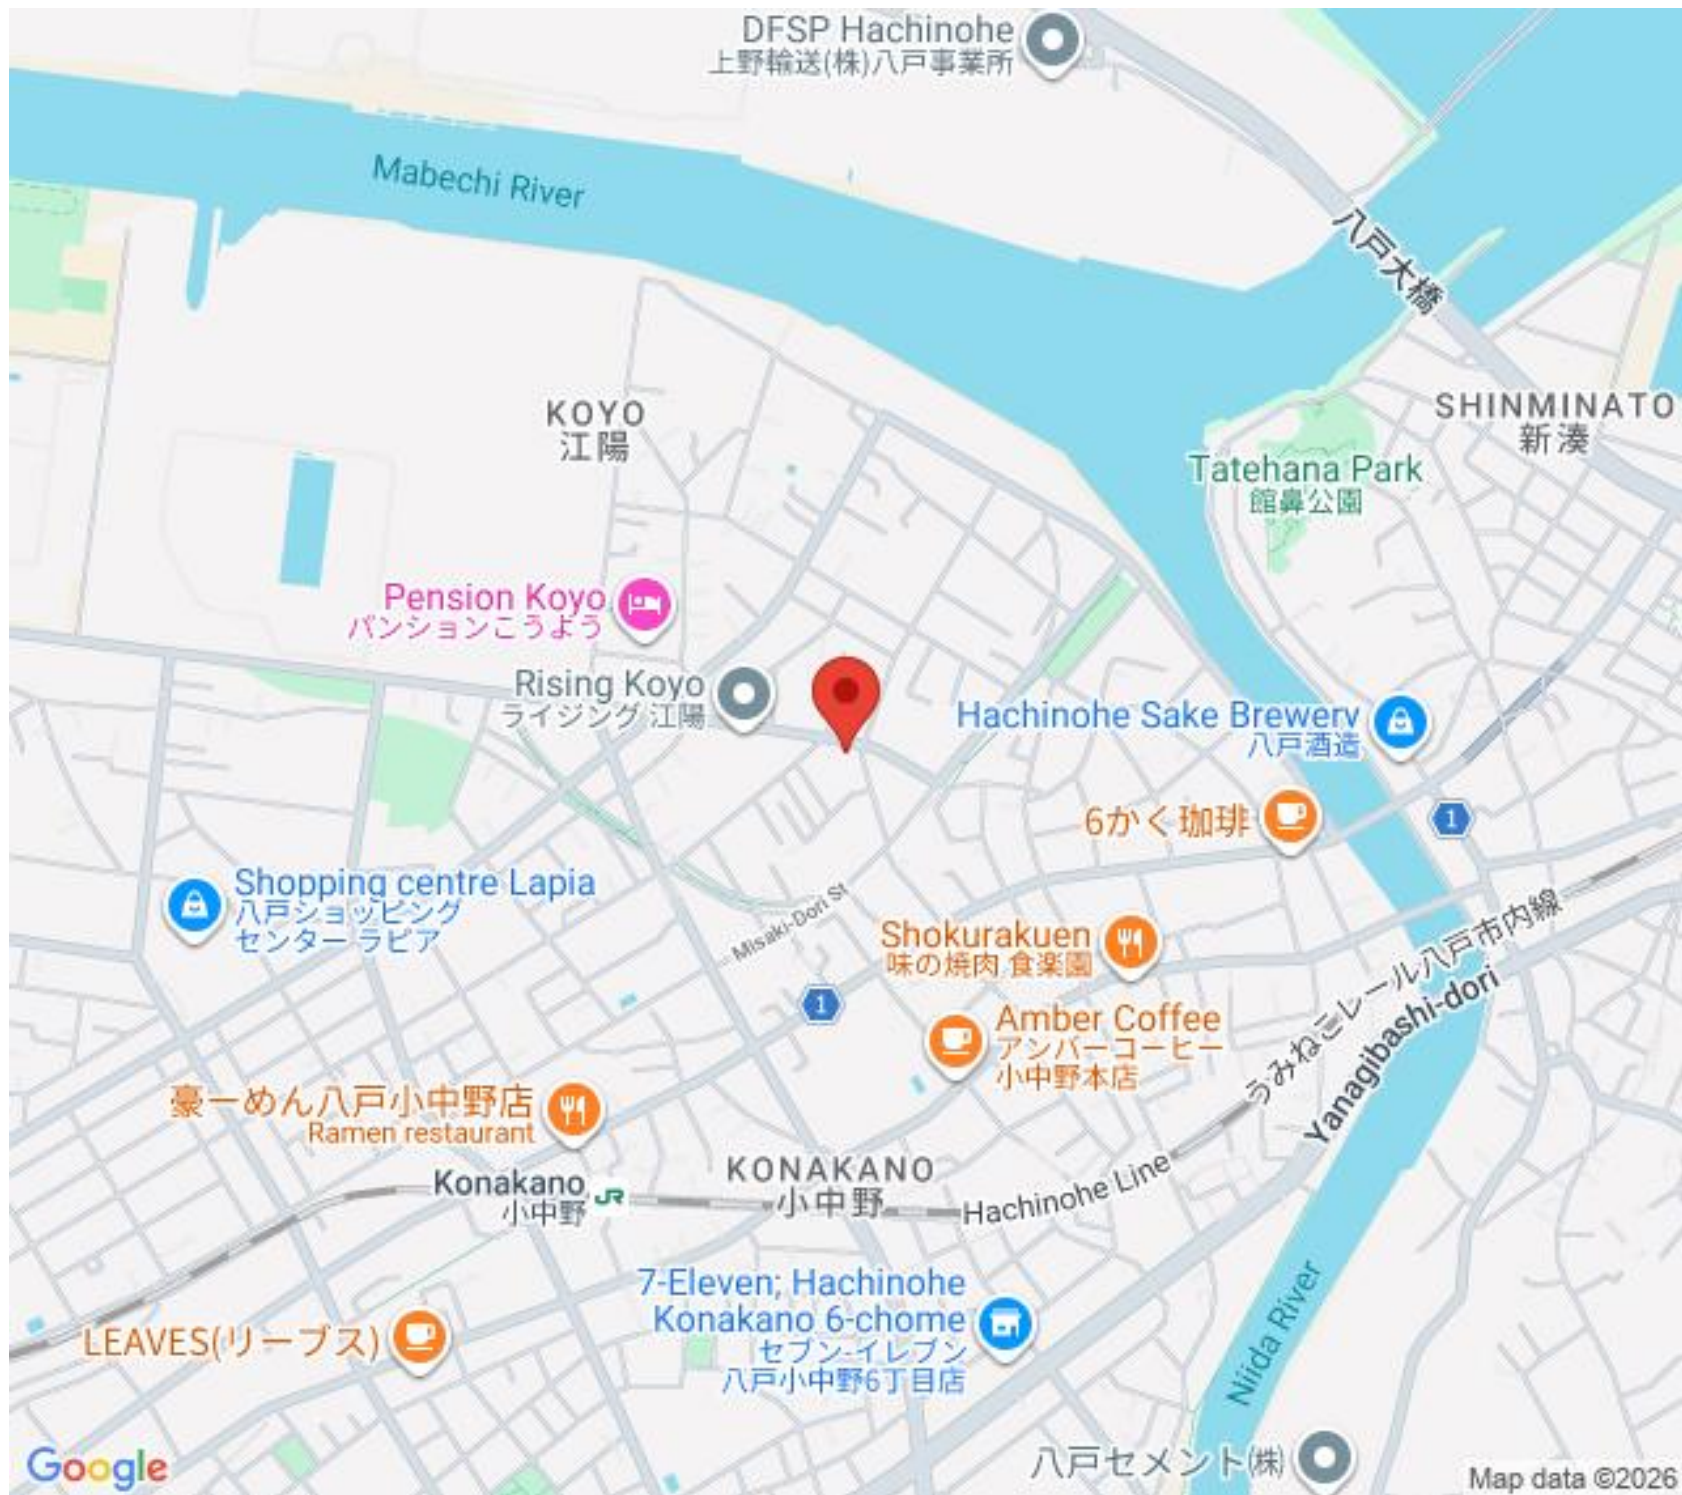 DFSP Hachinohe
上野輸送(株)八戸事業所
Mabechi River
八戸大橋
KOYO
江陽
SHINMINATO
新湊
Tatehana Park
館鼻公園
Pension Koyo
パンションこうよう
Rising Koyo
ライジング 江陽
Hachinohe Sake Brewery
八戸酒造
6かく珈琲
1
Shopping centre Lapia
八戸ショッピング
センター ラピア
Misaki-Dori St
Shokurakuen
味の焼肉 食楽園
うみねこレール八戸市内線
Yanagibashi-dori
1
Amber Coffee
アンバーコーヒー
小中野本店
豪ーめん八戸小中野店
Ramen restaurant
Konakano
小中野
JR
KONAKANO
小中野
Hachinohe Line
7-Eleven; Hachinohe
Konakano 6-chome
セブン-イレブン
八戸小中野6丁目店
LEAVES(リーブス)
Niida River
八戸セメント㈱
Google
Map data ©2026